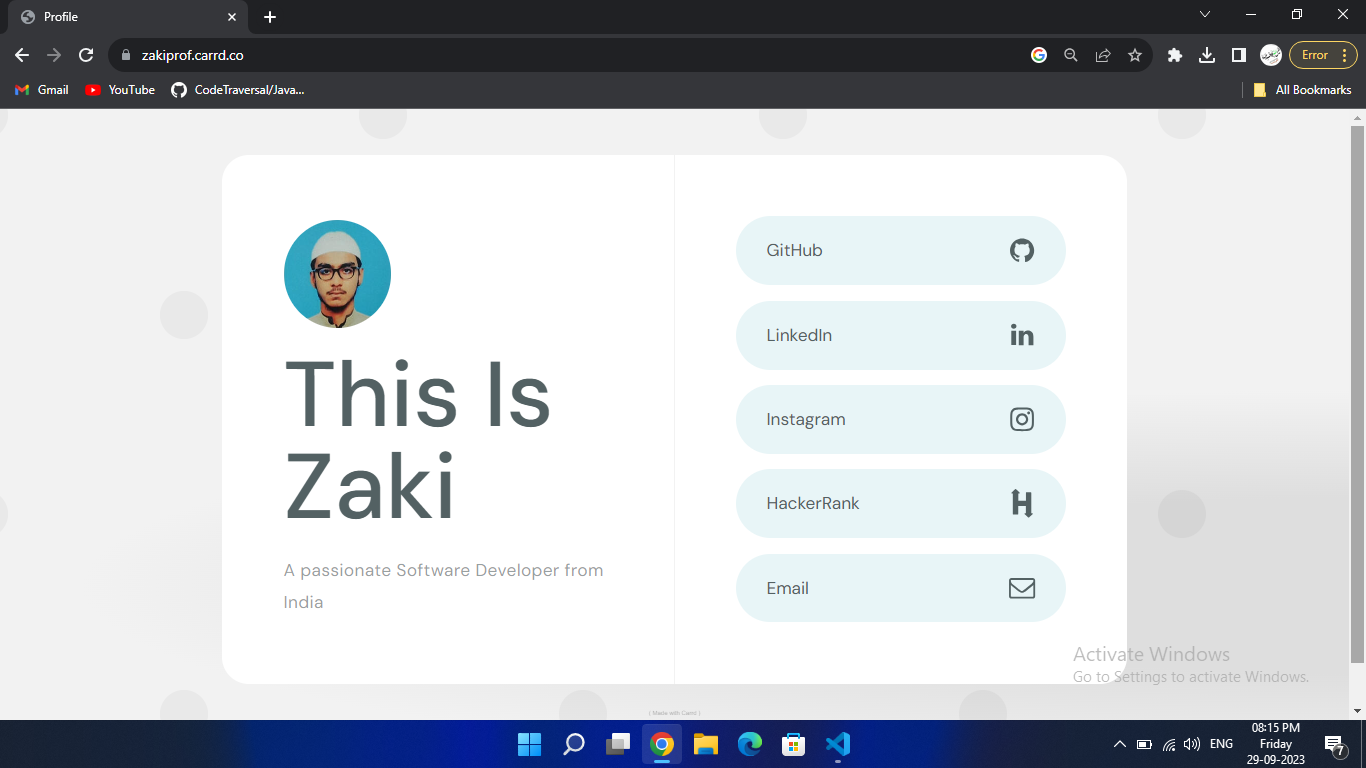 Profile
zakiprof.carrd.co
Error
Gmail
YouTube
CodeTraversal/Java...
All Bookmarks
This Is
Zaki
A passionate Software Developer from
India
GitHub
LinkedIn
Instagram
HackerRank
Email
Activate Windows
Go to Settings to activate Windows.
( Made with Carrd )
ENG
08:15 PM
Friday
29-09-2023
7